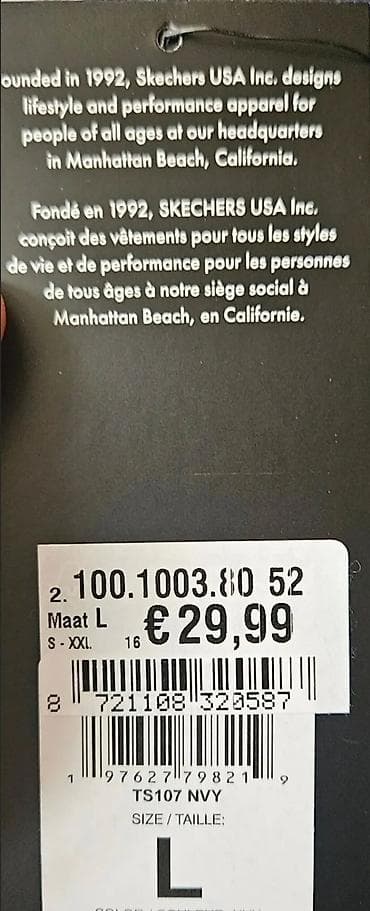 ounded in 1992, Skechers USA Inc. designs
lifestyle and performance apparel for
people of all ages at our headquarters
in Manhattan Beach, California.
Fondé en 1992, SKECHERS USA Inc.
conçoit des vêtements pour tous les styles
de vie et de performance pour les personnes
de tous âges à notre siège social à
Manhattan Beach, en Californie.
2. 100.1003.80 52
Maat L €29,99
S - XXL 16
8 721108 320587
1 97627 79821 9
TS107 NVY
SIZE / TAILLE:
L